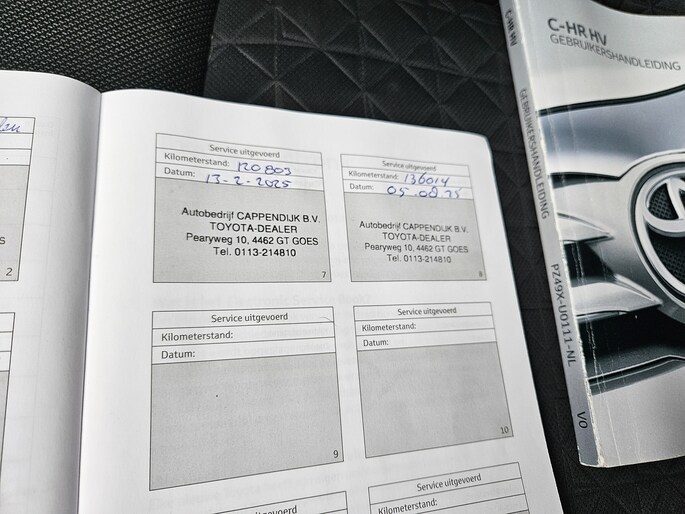 2
Service uitgevoerd
Kilometerstand: 120803
Datum: 13-2-2025
Autobedrijf CAPPENDIJK B.V.
TOYOTA-DEALER
Pearyweg 10, 4462 GT GOES
Tel. 0113-214810
7
Service uitgevoerd
Kilometerstand: 136014
Datum: 05.08 25
Autobedrijf CAPPENDIJK B.V.
TOYOTA-DEALER
Pearyweg 10, 4462 GT GOES
Tel. 0113-214810
8
Service uitgevoerd
Kilometerstand:
Datum:
9
Service uitgevoerd
Kilometerstand:
Datum:
10
Service uitgevoerd
Kilometerstand:
Service uitgevoerd
Kilometerstand:
C-HR HV
GEBRUIKERSHANDLEIDING
C-HR HV
GEBRUIKERSHANDLEIDING
PZ49X-U0111-NL
V0